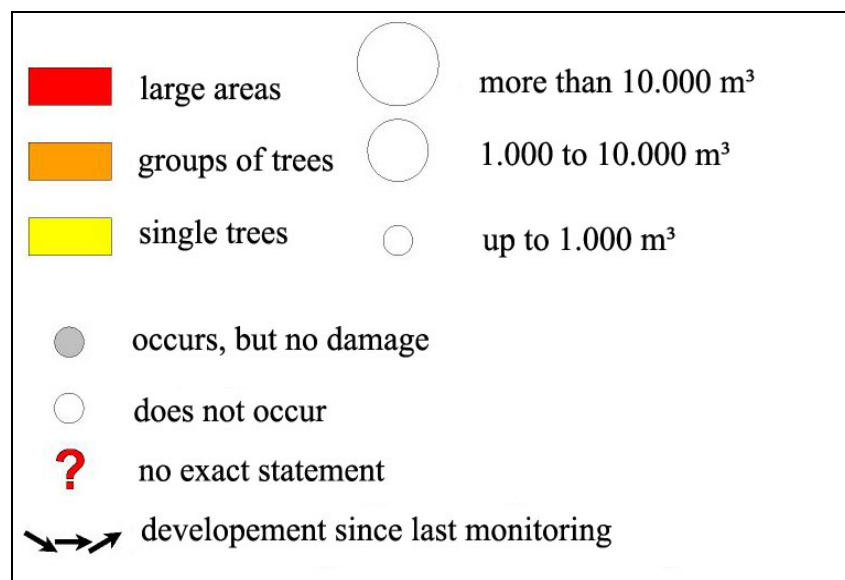 large areas
more than 10.000 m³
groups of trees
1.000 to 10.000 m³
single trees
up to 1.000 m³
occurs, but no damage
does not occur
? no exact statement
developement since last monitoring